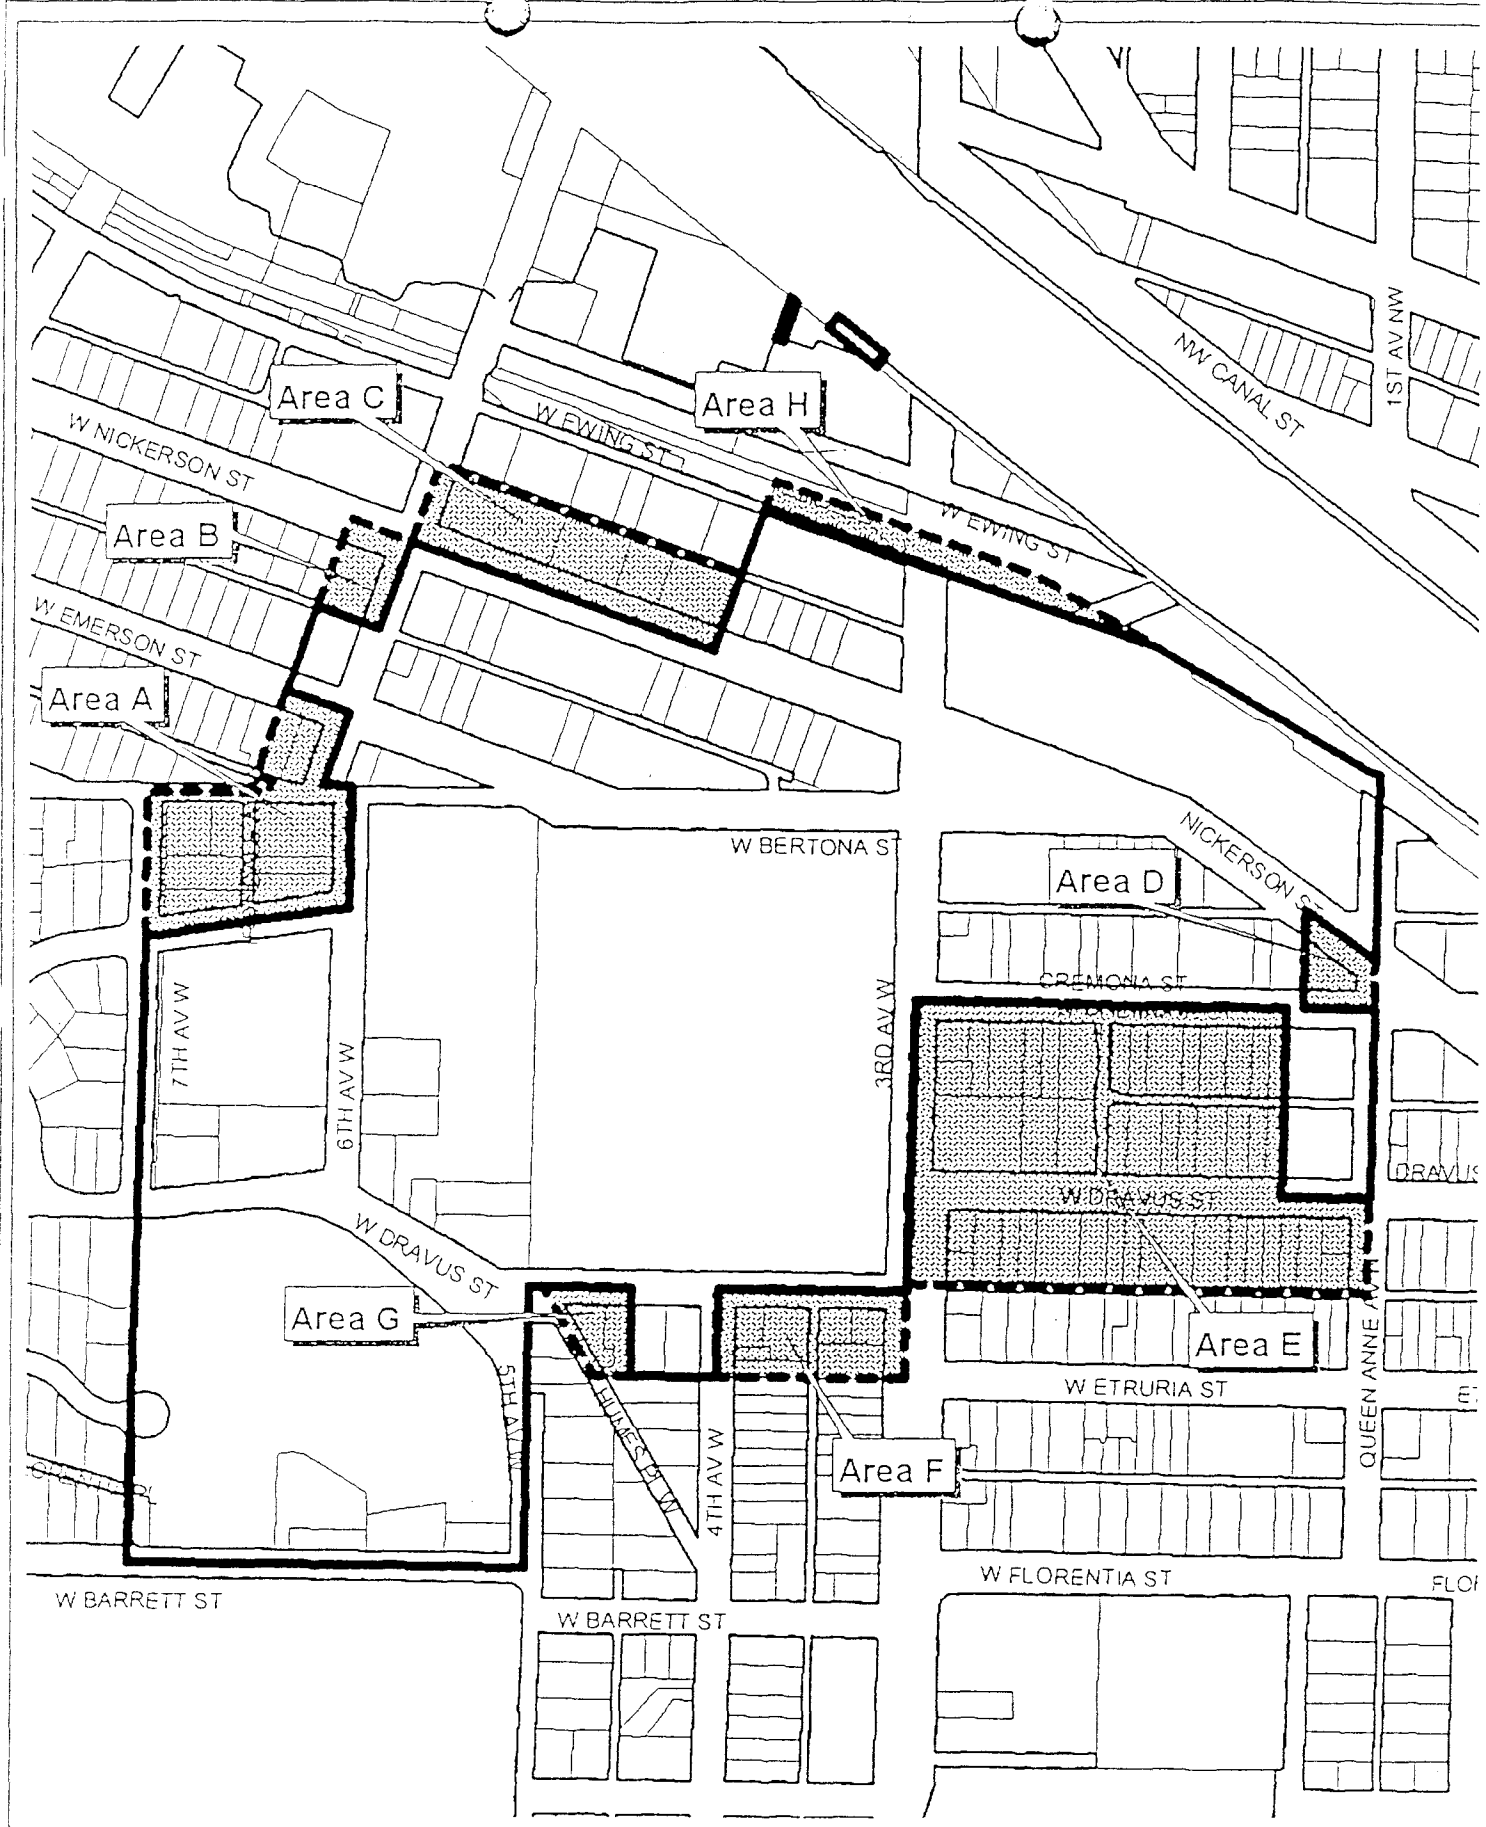 1ST AV NW
NW CANAL ST
Area C
Area H
W EWING ST
W NICKERSON ST
Area B
W EWING ST
W EMERSON ST
Area A
W BERTONA ST
NICKERSON ST
Area D
CREMONA ST
7TH AV W
6TH AV W
3RD AV W
DRAVUS
W DRAVUS ST
W DRAVUS ST
Area G
Area E
W ETRURIA ST
5TH AV W
HUMES PL W
4TH AV W
QUEEN ANNE AV N
Area F
W FLORENTIA ST
W BARRETT ST
W BARRETT ST